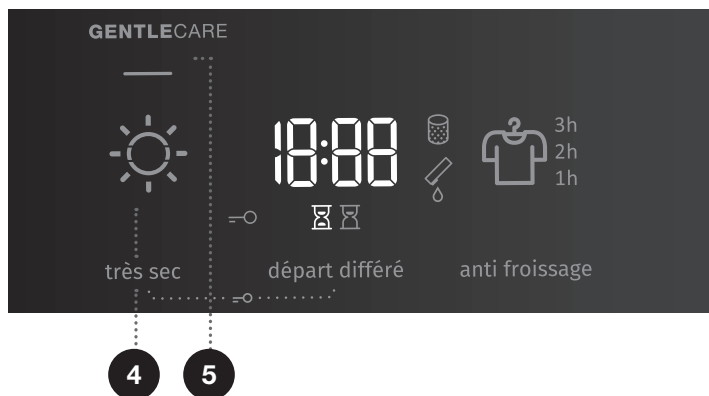 GENTLECARE
18:88
3h
2h
1h
très sec
départ différé
anti froissage
4
5